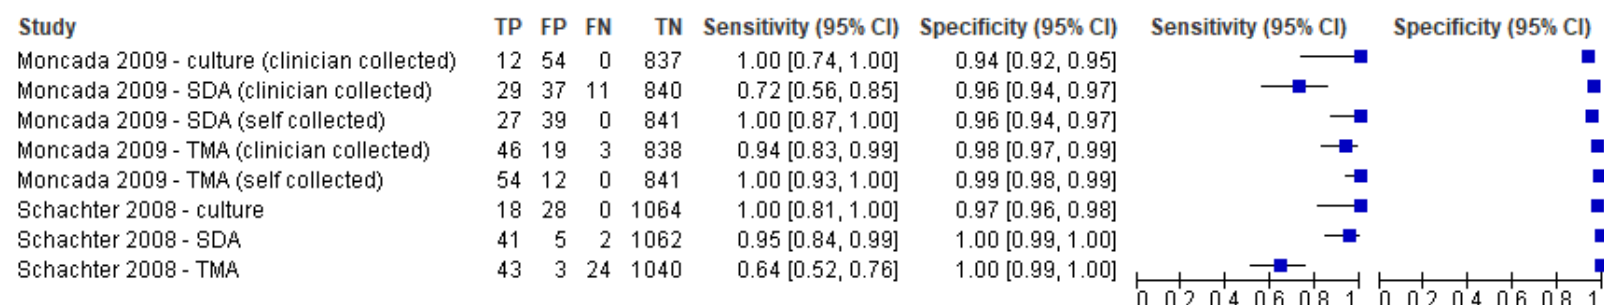 Study TP FP FN TN Sensitivity (95% CI) Specificity (95% CI) Sensitivity (95% CI) Specificity (95% CI)
Moncada 2009 - culture (clinician collected) 12 54 0 837 1.00 [0.74, 1.00] 0.94 [0.92, 0.95]
Moncada 2009 - SDA (clinician collected) 29 37 11 840 0.72 [0.56, 0.85] 0.96 [0.94, 0.97]
Moncada 2009 - SDA (self collected) 27 39 0 841 1.00 [0.87, 1.00] 0.96 [0.94, 0.97]
Moncada 2009 - TMA (clinician collected) 46 19 3 838 0.94 [0.83, 0.99] 0.98 [0.97, 0.99]
Moncada 2009 - TMA (self collected) 54 12 0 841 1.00 [0.93, 1.00] 0.99 [0.98, 0.99]
Schachter 2008 - culture 18 28 0 1064 1.00 [0.81, 1.00] 0.97 [0.96, 0.98]
Schachter 2008 - SDA 41 5 2 1062 0.95 [0.84, 0.99] 1.00 [0.99, 1.00]
Schachter 2008 - TMA 43 3 24 1040 0.64 [0.52, 0.76] 1.00 [0.99, 1.00]
0 0.2 0.4 0.6 0.8 1 0 0.2 0.4 0.6 0.8 1